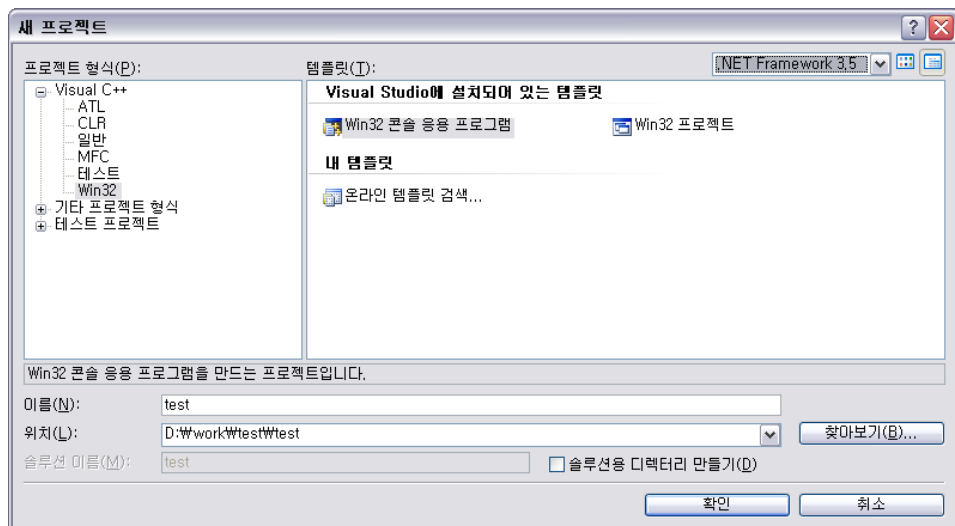 새 프로젝트
프로젝트 형식(P):
템플릿(T):
.NET Framework 3.5
Visual C++
ATL
CLR
일반
MFC
테스트
Win32
기타 프로젝트 형식
테스트 프로젝트
Visual Studio에 설치되어 있는 템플릿
Win32 콘솔 응용 프로그램
Win32 프로젝트
내 템플릿
온라인 템플릿 검색...
Win32 콘솔 응용 프로그램을 만드는 프로젝트입니다.
이름(N):
test
위치(L):
D:₩work₩test₩test
찾아보기(B)...
솔루션 이름(M):
test
솔루션용 디렉터리 만들기(D)
확인
취소